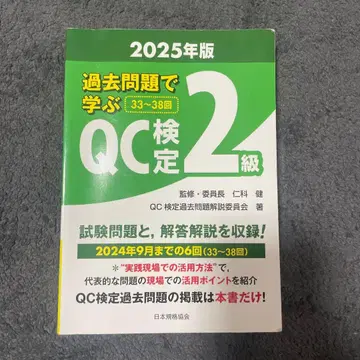 2025年版
過去問題で
学ぶ 33〜38回
QC検定2級
監修・委員長 仁科 健
QC検定過去問題解説委員会 著
試験問題と,解答解説を収録!
2024年9月までの6回(33〜38回)
*“実践現場での活用方法”で,
代表的な問題の現場での活用ポイントを紹介
QC検定過去問題の掲載は本書だけ!
日本規格協会